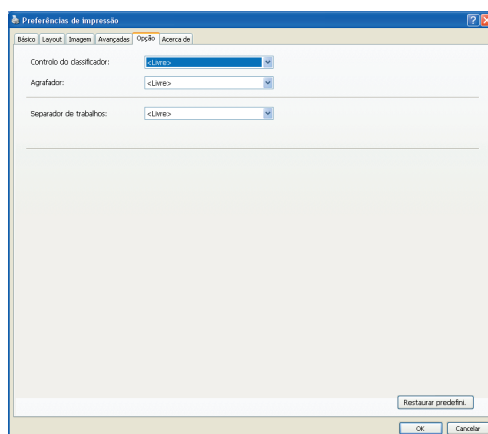 Preferências de impressão
Básico Layout Imagem Avançadas Opção Acerca de
Controlo do classificador: <Livre>
Agrafador: <Livre>
Separador de trabalhos: <Livre>
Restaurar predefini.
OK Cancelar